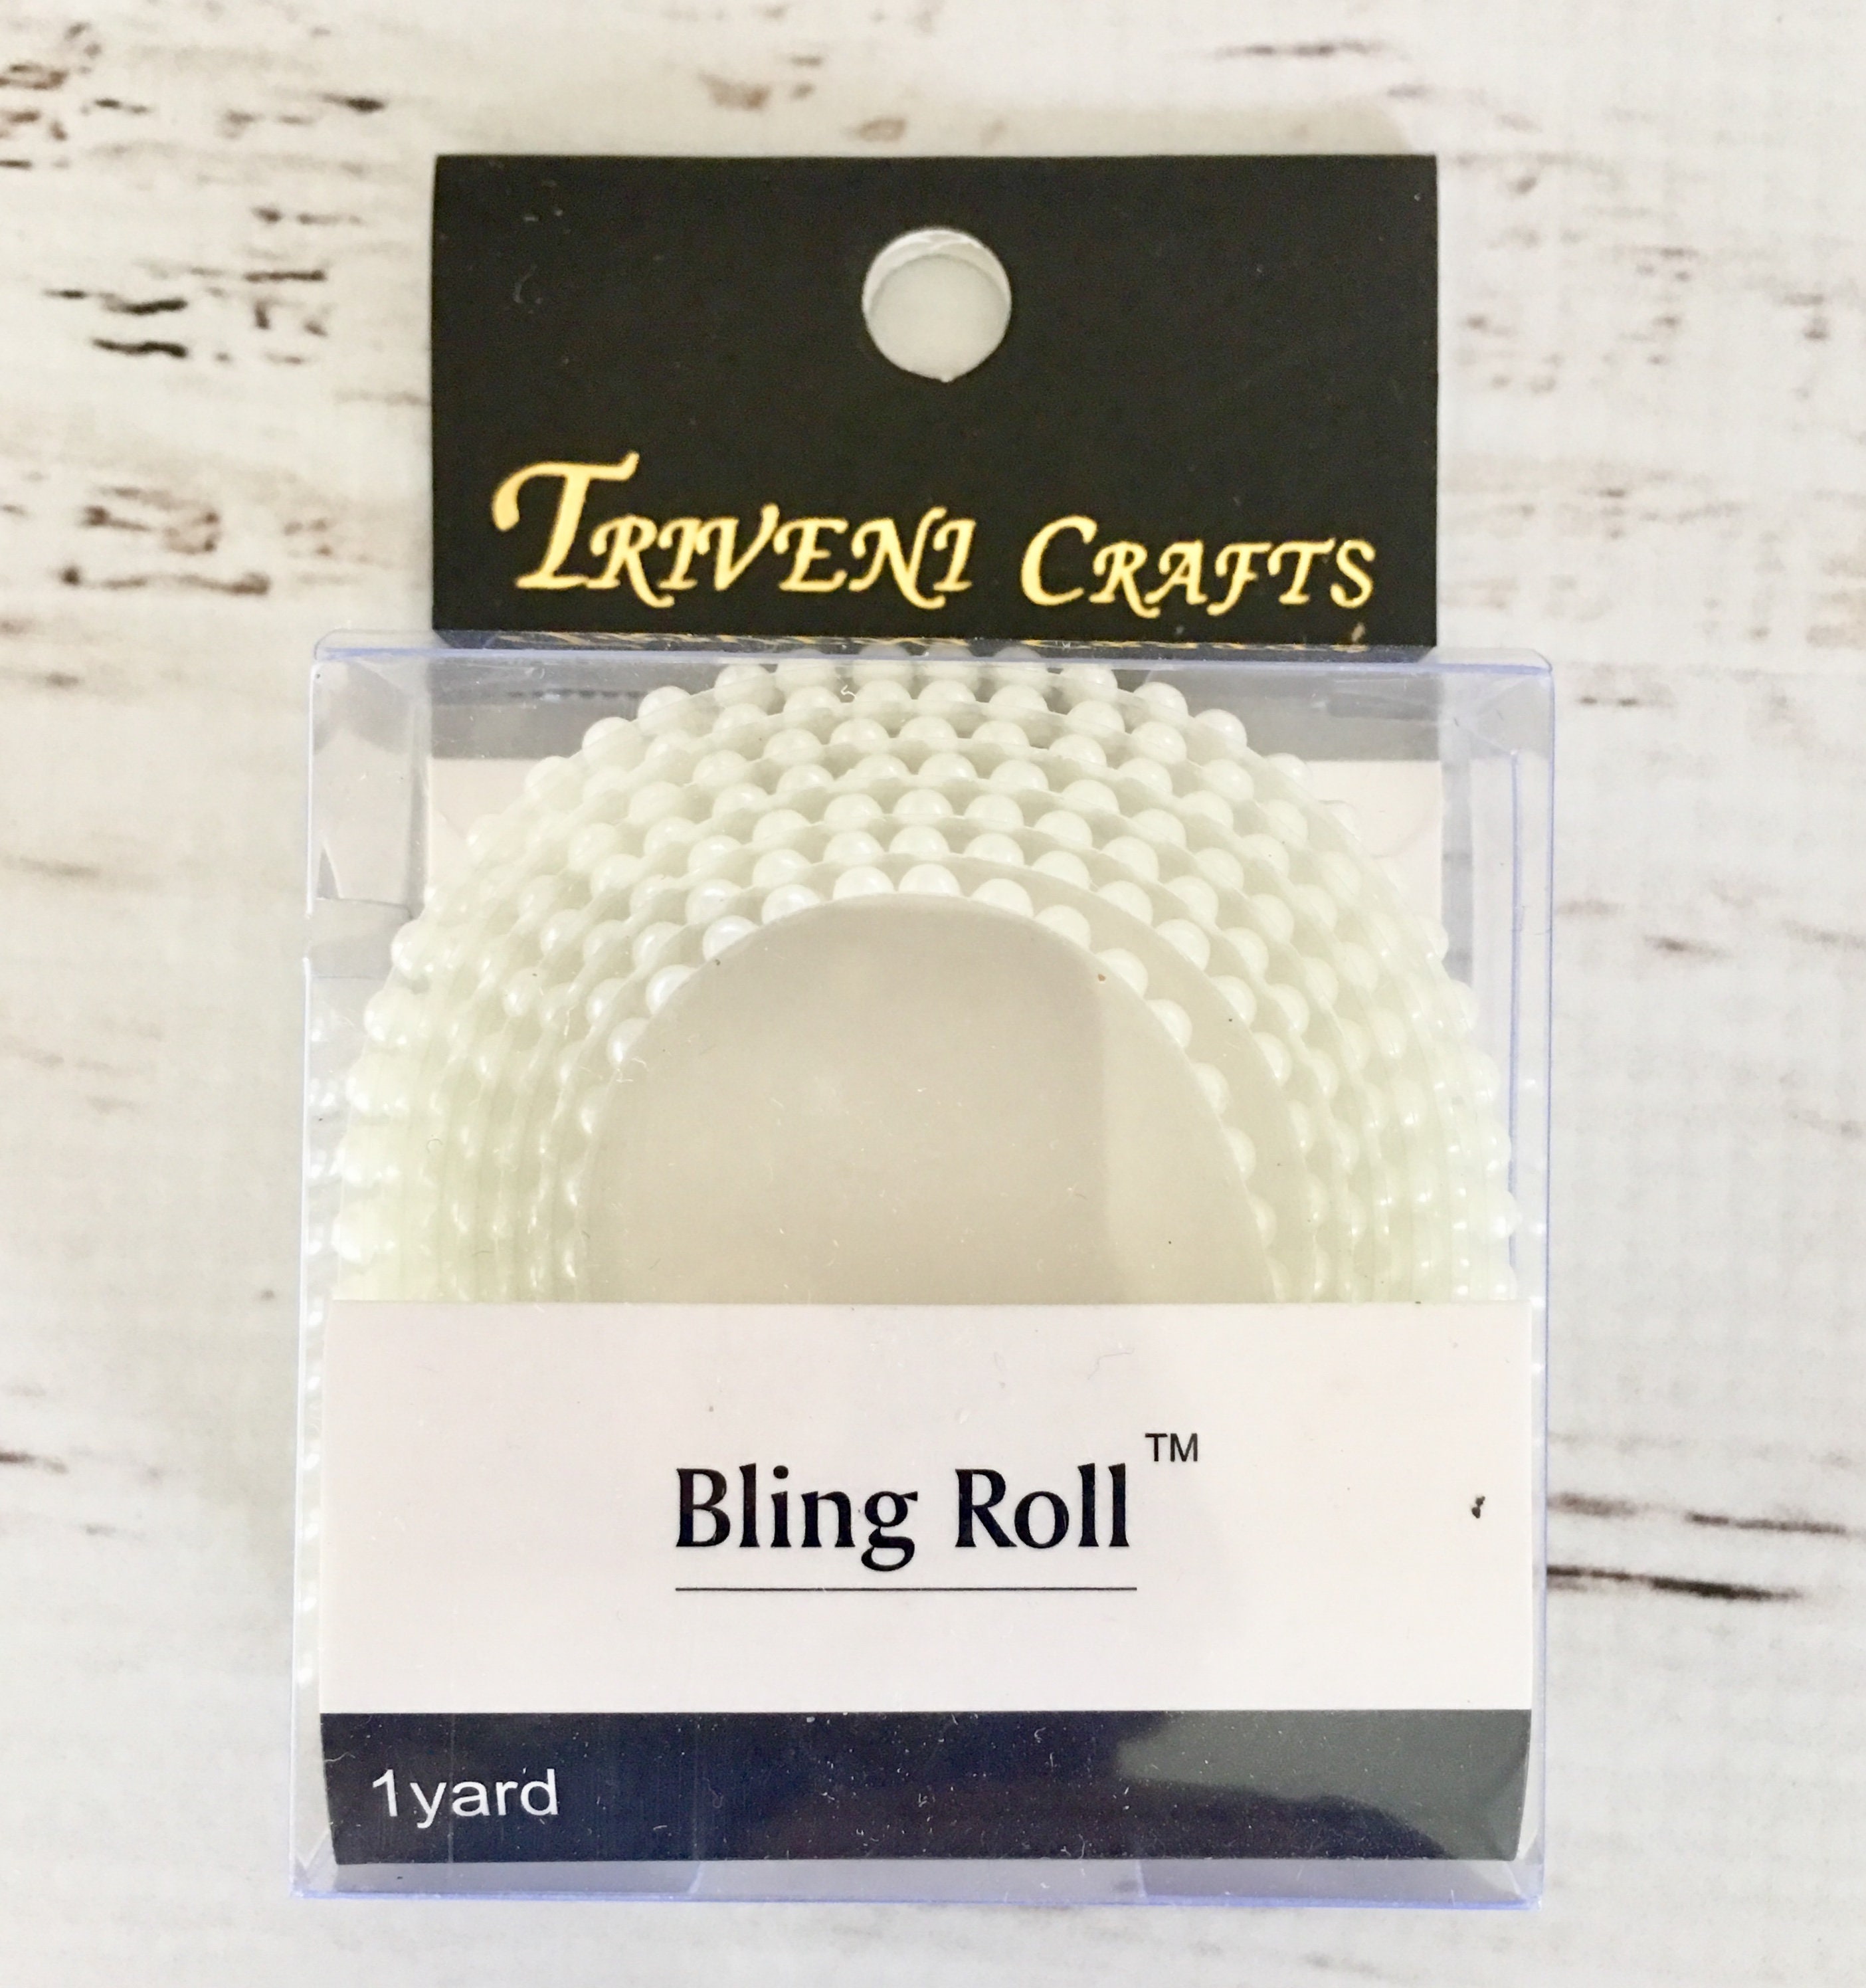 TRIVENI CRAFTS
Bling Roll™
1yard